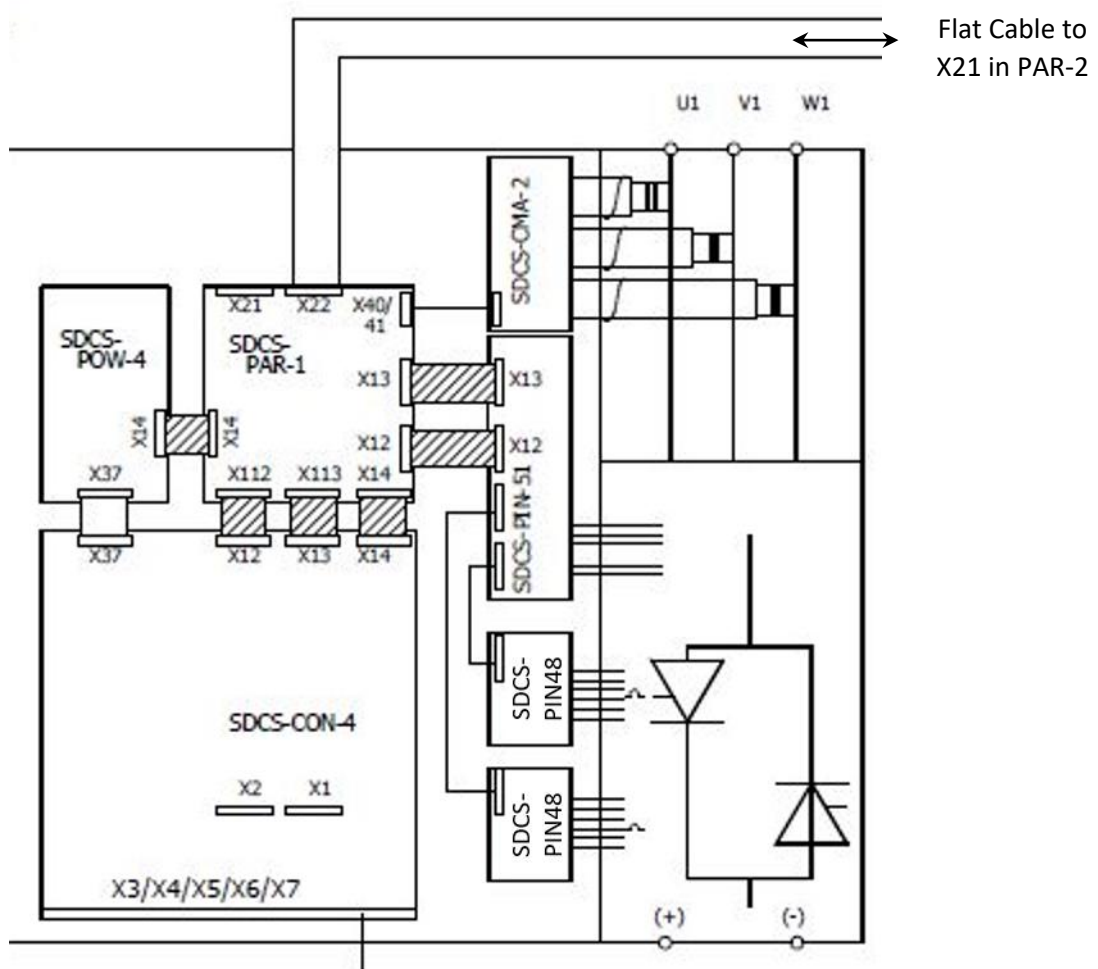 Flat Cable to
X21 in PAR-2
U1 V1 W1
SDCS-CMA-2
X21 X22 X40/
41
SDCS-
POW-4
SDCS-
PAR-1
X13 X13
X14 X14
X12 X12
X37 X112 X113 X14
SDCS-PIN-51
X37 X12 X13 X14
SDCS-
PIN48
SDCS-CON-4
X2 X1
SDCS-
PIN48
X3/X4/X5/X6/X7
(+) (-)